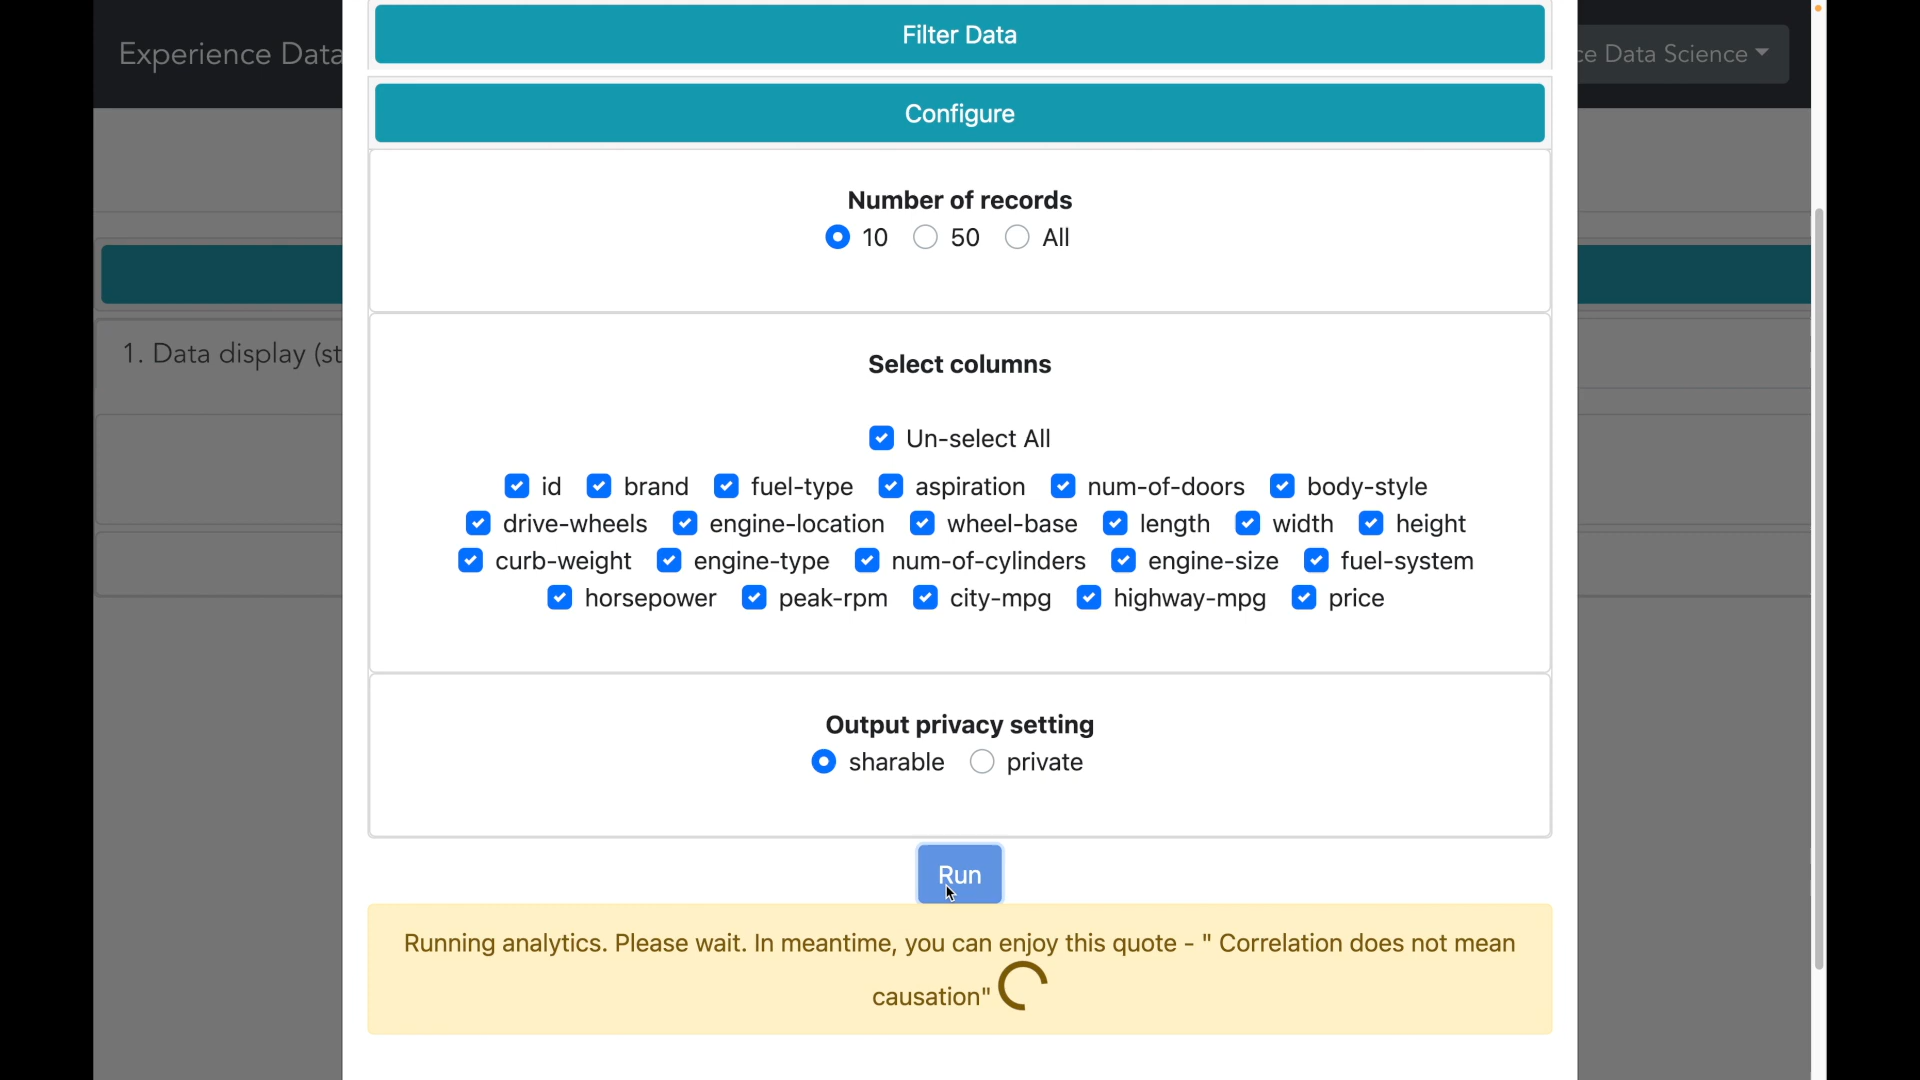 Experience Data
ce Data Science
Filter Data
Configure
Number of records
10 50 All
1. Data display (st
Select columns
Un-select All
id brand fuel-type aspiration num-of-doors body-style
drive-wheels engine-location wheel-base length width height
curb-weight engine-type num-of-cylinders engine-size fuel-system
horsepower peak-rpm city-mpg highway-mpg price
Output privacy setting
sharable private
Run
Running analytics. Please wait. In meantime, you can enjoy this quote - " Correlation does not mean
causation"